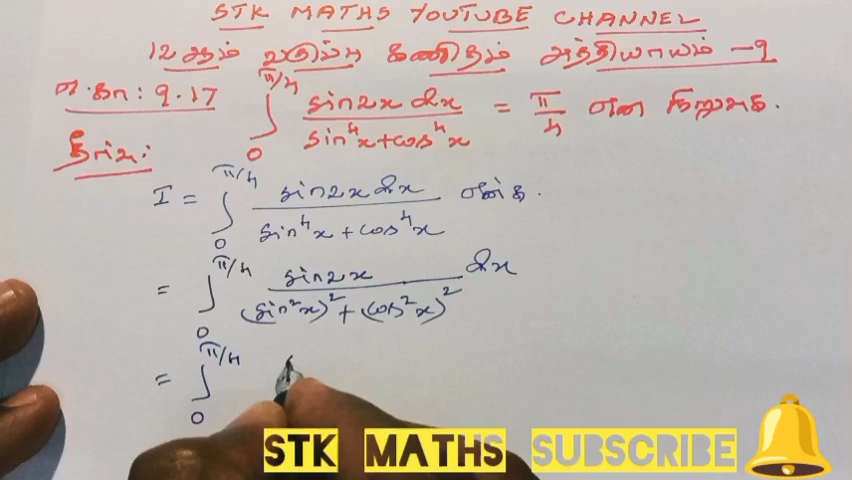 STK MATHS YOUTUBE CHANNEL
12 ஆம் வகுப்பு கணிதம் அத்தியாயம் - 9
எ.கா : 9.17 ∫₀^(π/4) sin2x dx / (sin⁴x + cos⁴x) = π/4 என நிறுவுக.
தீர்வு:
I = ∫₀^(π/4) sin2x dx / (sin⁴x + cos⁴x) என்க.
= ∫₀^(π/4) sin2x / ((sin²x)² + (cos²x)²) dx
= ∫₀^(π/4)
STK MATHS SUBSCRIBE